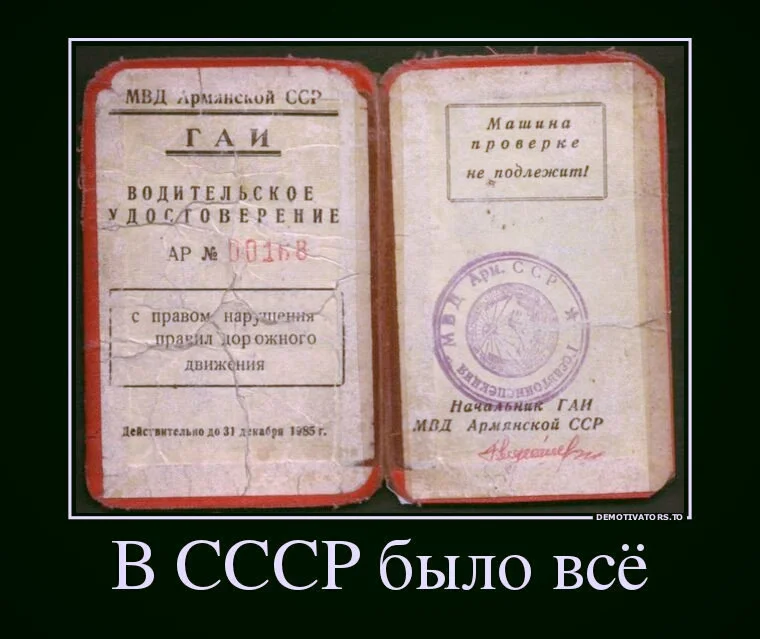 МВД Армянской ССР
ГАИ
ВОДИТЕЛЬСКОЕ
УДОСТОВЕРЕНИЕ
АР № 00168
с правом нарушения
правил дорожного
движения
Действительно до 31 декабря 1985 г.
Машина
проверке
не подлежит!
МВД Арм. ССР ★ Госавтоинспекция
Начальник ГАИ
МВД Армянской ССР
DEMOTIVATORS.TO
В СССР было всё